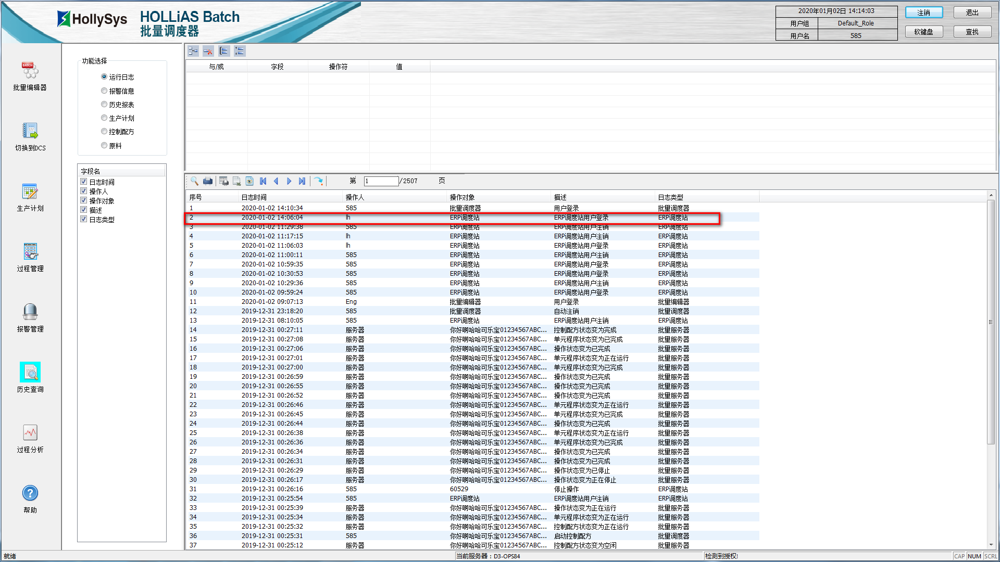 HollySys
HOLLiAS Batch
批量调度器
2020年01月02日 14:14:03
用户组 Default_Role
用户名 585
注销 退出
软键盘 查找
BATCH
批量编辑器
切换到DCS
生产计划
过程管理
报警管理
历史查询
过程分析
帮助
功能选择
运行日志
报警信息
历史报表
生产计划
控制配方
原料
字段名
日志时间
操作人
操作对象
描述
日志类型
与/或 字段 操作符 值
第 1 /2507 页
序号 日志时间 操作人 操作对象 描述 日志类型
1 2020-01-02 14:10:34 585 批量调度器 用户登录 批量调度器
2 2020-01-02 14:06:04 lh ERP调度站 ERP调度站用户登录 ERP调度站
3 2020-01-02 11:29:38 585 ERP调度站 ERP调度站用户注销 ERP调度站
4 2020-01-02 11:17:15 lh ERP调度站 ERP调度站用户注销 ERP调度站
5 2020-01-02 11:06:03 lh ERP调度站 ERP调度站用户登录 ERP调度站
6 2020-01-02 11:00:11 585 ERP调度站 ERP调度站用户注销 ERP调度站
7 2020-01-02 10:59:35 585 ERP调度站 ERP调度站用户登录 ERP调度站
8 2020-01-02 10:30:53 585 ERP调度站 ERP调度站用户登录 ERP调度站
9 2020-01-02 10:29:36 585 ERP调度站 ERP调度站用户注销 ERP调度站
10 2020-01-02 09:59:24 585 ERP调度站 ERP调度站用户登录 ERP调度站
11 2020-01-02 09:07:13 Eng 批量编辑器 用户登录 批量编辑器
12 2019-12-31 23:18:20 585 批量调度器 自动注销 批量调度器
13 2019-12-31 08:10:05 585 ERP调度站 ERP调度站用户注销 ERP调度站
14 2019-12-31 00:27:11 服务器 你好啊哈哈可乐宝01234567ABC... 控制配方状态变为完成 批量服务器
15 2019-12-31 00:27:08 服务器 你好啊哈哈可乐宝01234567ABC... 单元程序状态变为已完成 批量服务器
16 2019-12-31 00:27:06 服务器 你好啊哈哈可乐宝01234567ABC... 操作状态变为已完成 批量服务器
17 2019-12-31 00:27:01 服务器 你好啊哈哈可乐宝01234567ABC... 单元程序状态变为正在运行 批量服务器
18 2019-12-31 00:27:00 服务器 你好啊哈哈可乐宝01234567ABC... 单元程序状态变为已完成 批量服务器
19 2019-12-31 00:26:59 服务器 你好啊哈哈可乐宝01234567ABC... 操作状态变为已完成 批量服务器
20 2019-12-31 00:26:55 服务器 你好啊哈哈可乐宝01234567ABC... 操作状态变为已完成 批量服务器
21 2019-12-31 00:26:52 服务器 你好啊哈哈可乐宝01234567ABC... 操作状态变为已完成 批量服务器
22 2019-12-31 00:26:46 服务器 你好啊哈哈可乐宝01234567ABC... 单元程序状态变为正在运行 批量服务器
23 2019-12-31 00:26:45 服务器 你好啊哈哈可乐宝01234567ABC... 单元程序状态变为已完成 批量服务器
24 2019-12-31 00:26:44 服务器 你好啊哈哈可乐宝01234567ABC... 操作状态变为已完成 批量服务器
25 2019-12-31 00:26:38 服务器 你好啊哈哈可乐宝01234567ABC... 单元程序状态变为正在运行 批量服务器
26 2019-12-31 00:26:36 服务器 你好啊哈哈可乐宝01234567ABC... 单元程序状态变为已完成 批量服务器
27 2019-12-31 00:26:34 服务器 你好啊哈哈可乐宝01234567ABC... 操作状态变为已完成 批量服务器
28 2019-12-31 00:26:31 服务器 你好啊哈哈可乐宝01234567ABC... 操作状态变为已完成 批量服务器
29 2019-12-31 00:26:29 服务器 你好啊哈哈可乐宝01234567ABC... 操作状态变为已停止 批量服务器
30 2019-12-31 00:26:17 服务器 你好啊哈哈可乐宝01234567ABC... 操作状态变为正在停止 批量服务器
31 2019-12-31 00:26:16 585 60529 停止操作 ERP调度站
32 2019-12-31 00:25:54 585 ERP调度站 ERP调度站用户注销 ERP调度站
33 2019-12-31 00:25:39 服务器 你好啊哈哈可乐宝01234567ABC... 操作状态变为正在运行 批量服务器
34 2019-12-31 00:25:34 服务器 你好啊哈哈可乐宝01234567ABC... 单元程序状态变为正在运行 批量服务器
35 2019-12-31 00:25:32 服务器 你好啊哈哈可乐宝01234567ABC... 控制配方状态变为正在运行 批量服务器
36 2019-12-31 00:25:31 585 你好啊哈哈可乐宝01234567ABC... 启动控制配方 批量调度器
37 2019-12-31 00:25:12 服务器 你好啊哈哈可乐宝01234567ABC... 控制配方状态变为空闲 批量服务器
就绪 当前服务器：D3-OPS84 检测到授权! CAP NUM SCRL